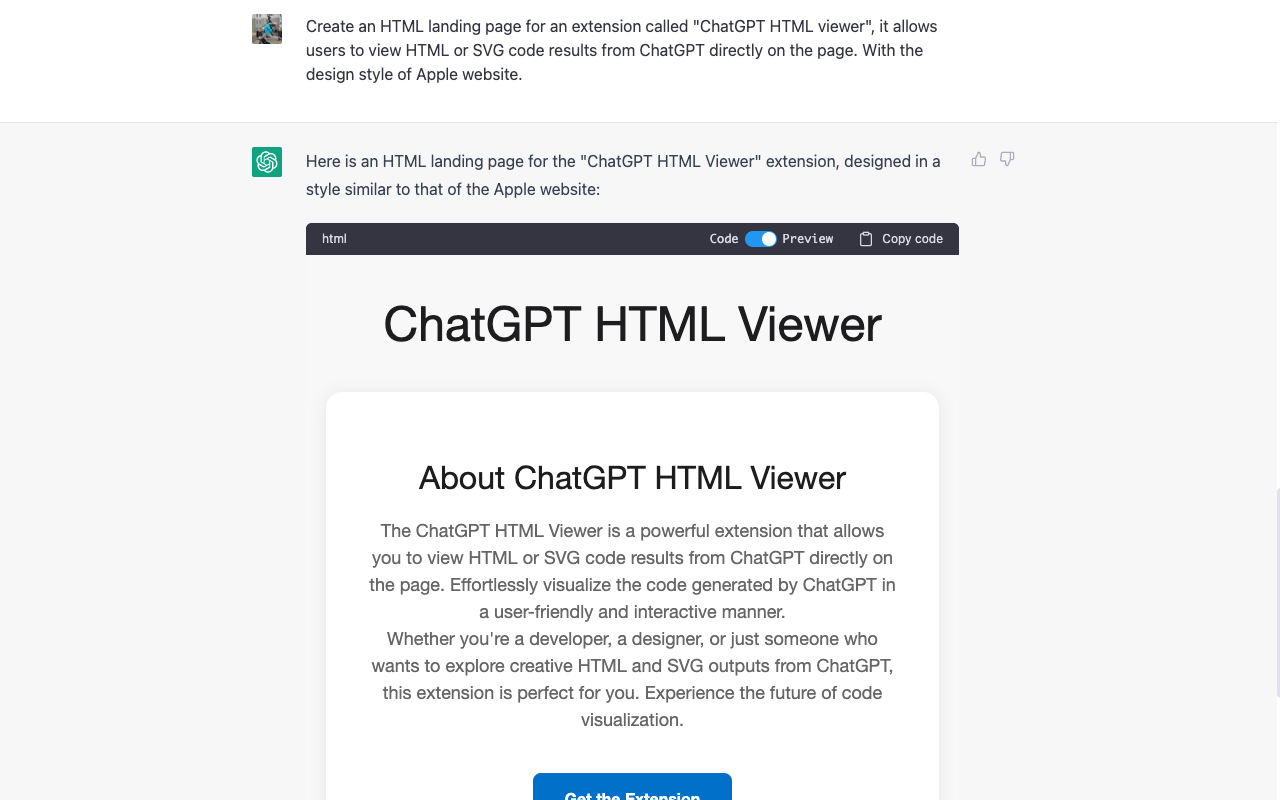 Create an HTML landing page for an extension called "ChatGPT HTML viewer", it allows
users to view HTML or SVG code results from ChatGPT directly on the page. With the
design style of Apple website.
Here is an HTML landing page for the "ChatGPT HTML Viewer" extension, designed in a
style similar to that of the Apple website:
html
Code Preview Copy code
ChatGPT HTML Viewer
About ChatGPT HTML Viewer
The ChatGPT HTML Viewer is a powerful extension that allows
you to view HTML or SVG code results from ChatGPT directly on
the page. Effortlessly visualize the code generated by ChatGPT in
a user-friendly and interactive manner.
Whether you're a developer, a designer, or just someone who
wants to explore creative HTML and SVG outputs from ChatGPT,
this extension is perfect for you. Experience the future of code
visualization.
Get the Extension